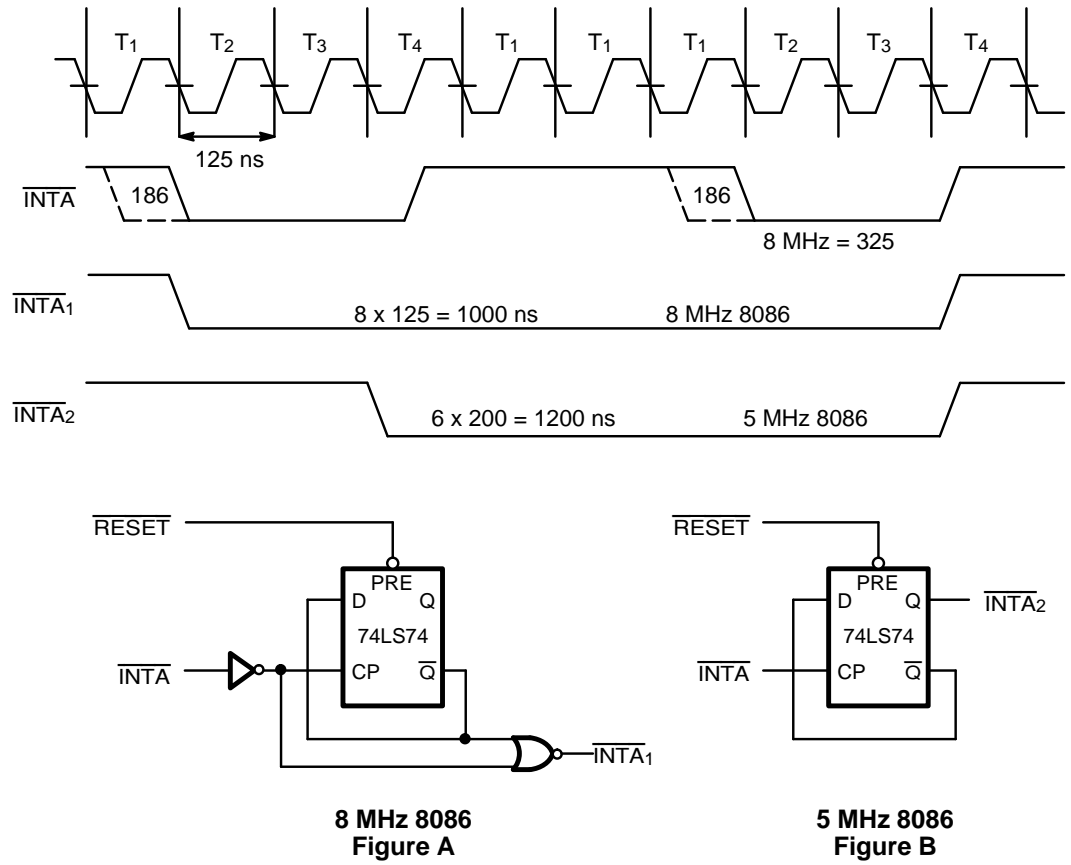 T1 T2 T3 T4 T1 T1 T1 T2 T3 T4
125 ns
INTA 186 186
8 MHz = 325
INTA1 8 x 125 = 1000 ns 8 MHz 8086
INTA2 6 x 200 = 1200 ns 5 MHz 8086
RESET
PRE
D Q
74LS74
INTA CP Q
INTA1
8 MHz 8086
Figure A
RESET
PRE
D Q INTA2
74LS74
INTA CP Q
5 MHz 8086
Figure B